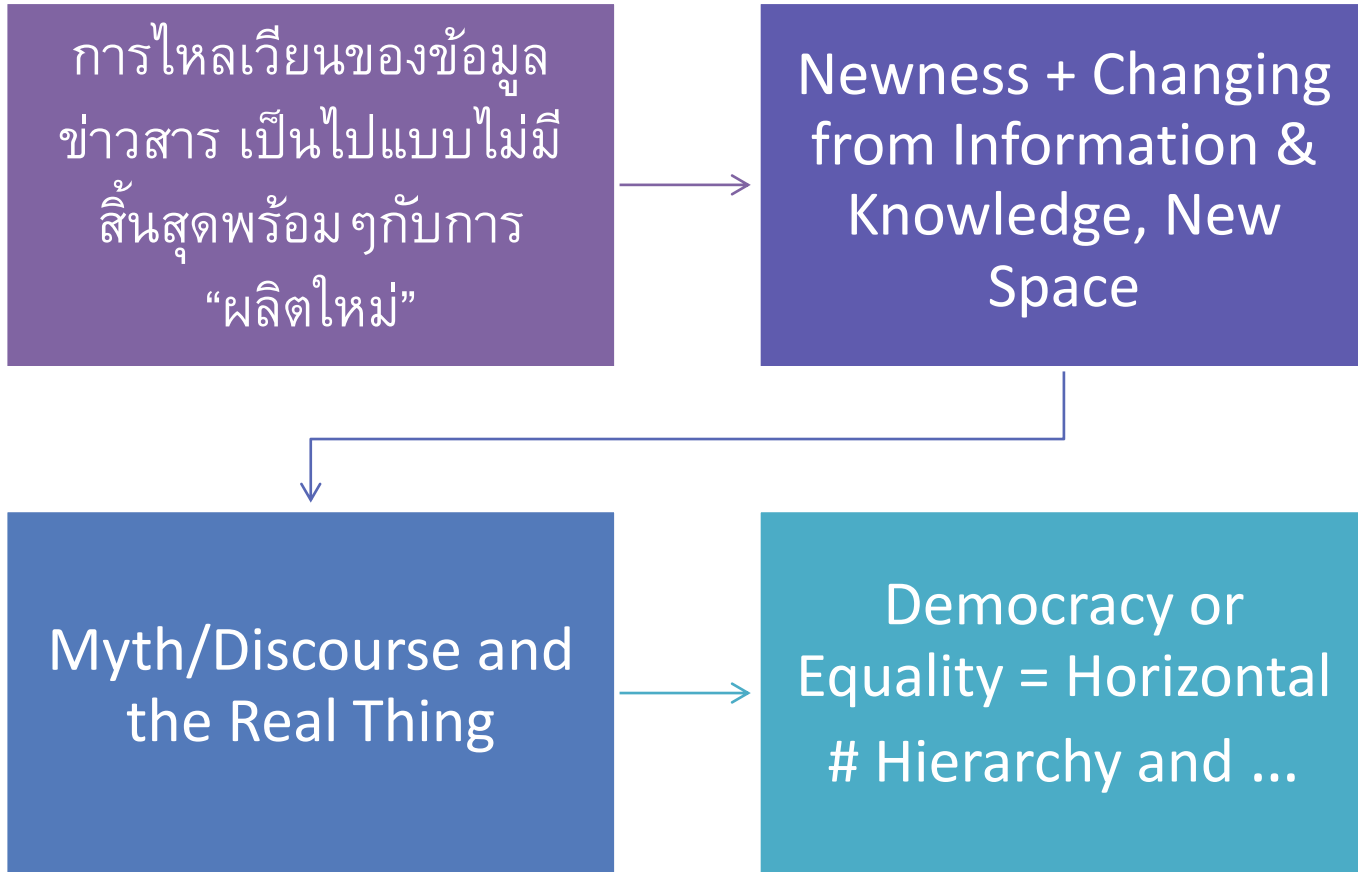 การไหลเวียนของข้อมูล
ข่าวสาร เป็นไปแบบไม่มี
สิ้นสุดพร้อมๆกับการ
“ผลิตใหม่”
Newness + Changing
from Information &
Knowledge, New
Space
Myth/Discourse and
the Real Thing
Democracy or
Equality = Horizontal
# Hierarchy and ...